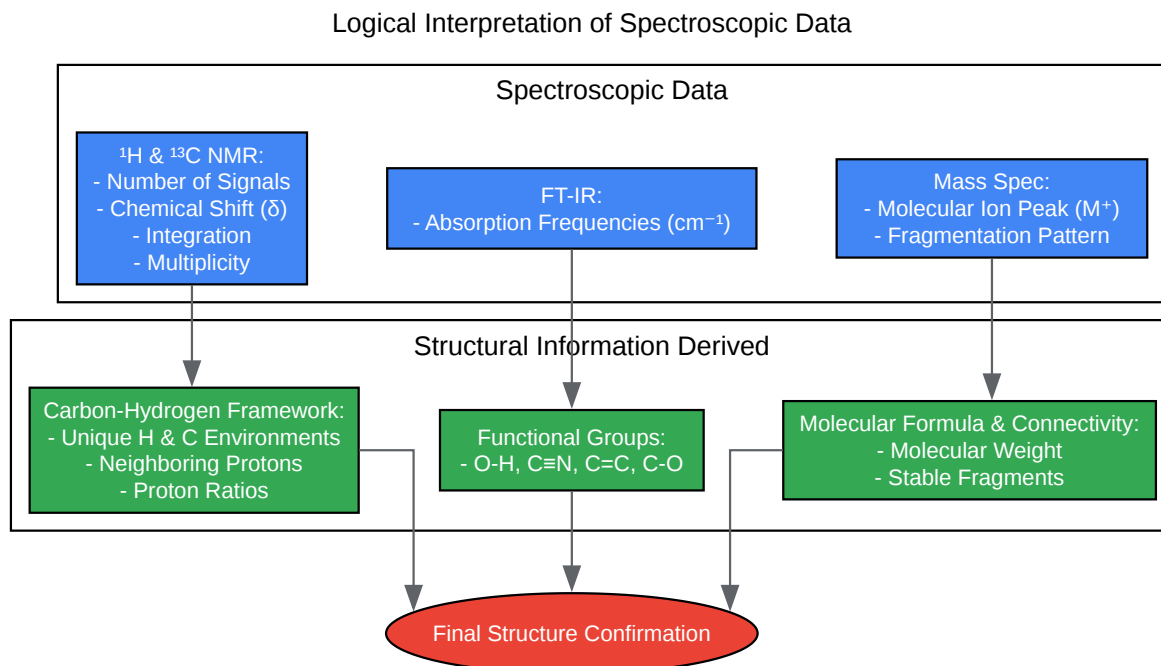 Logical Interpretation of Spectroscopic Data
Spectroscopic Data
¹H & ¹³C NMR:
- Number of Signals
- Chemical Shift (δ)
- Integration
- Multiplicity
FT-IR:
- Absorption Frequencies (cm⁻¹)
Mass Spec:
- Molecular Ion Peak (M⁺)
- Fragmentation Pattern
Structural Information Derived
Carbon-Hydrogen Framework:
- Unique H & C Environments
- Neighboring Protons
- Proton Ratios
Functional Groups:
- O-H, C≡N, C=C, C-O
Molecular Formula & Connectivity:
- Molecular Weight
- Stable Fragments
Final Structure Confirmation